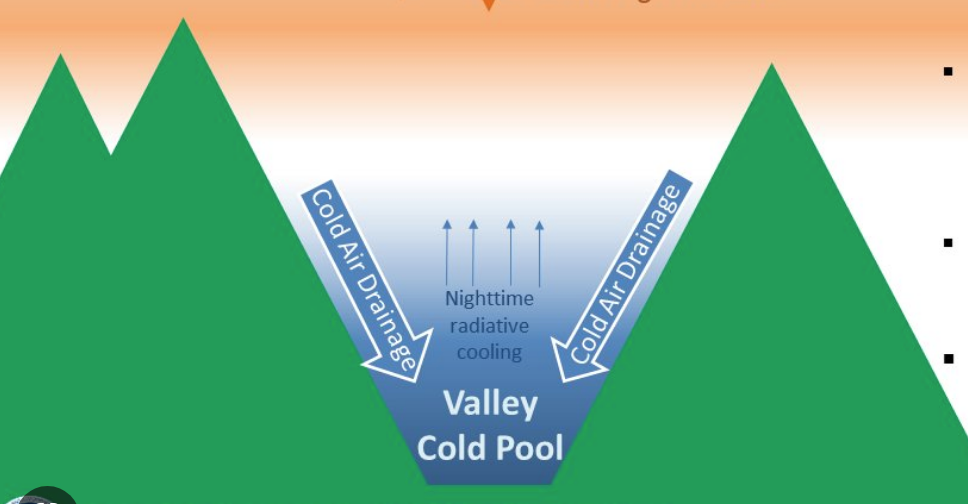 Cold Air Drainage
Cold Air Drainage
Nighttime
radiative
cooling
Valley
Cold Pool